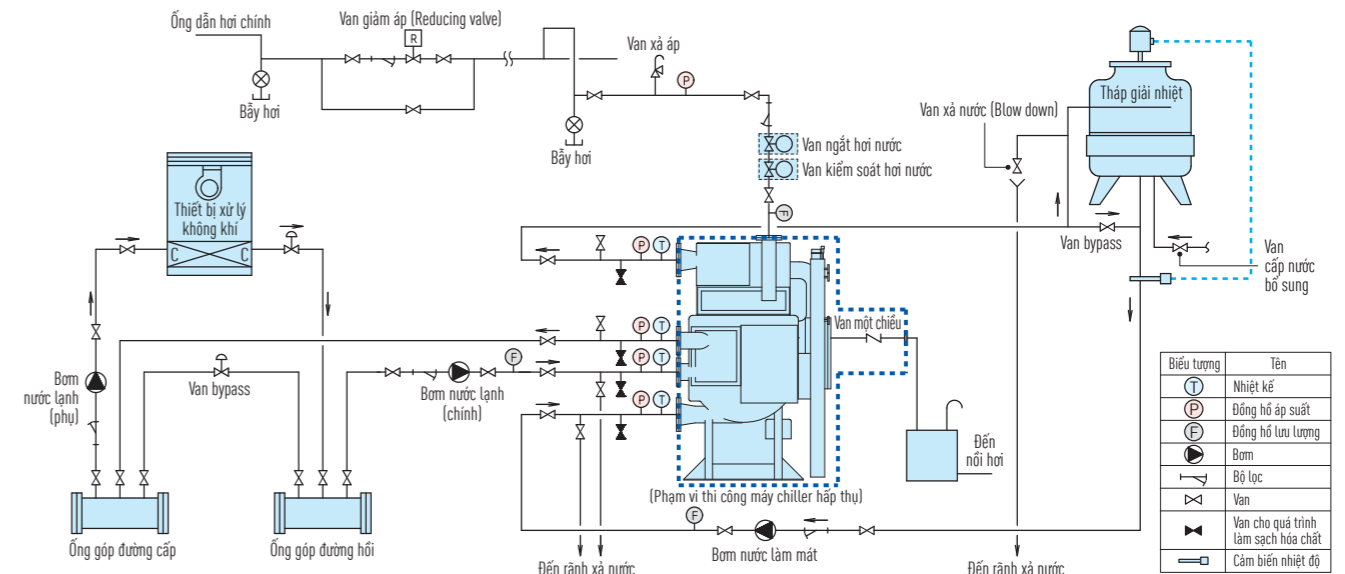 Ống dẫn hơi chính
Van giảm áp (Reducing valve)
R
Van xả áp
P
Bẫy hơi
Bẫy hơi
Van ngắt hơi nước
Van kiểm soát hơi nước
F
Van xả nước (Blow down)
Tháp giải nhiệt
Van bypass
Van
cấp nước
bổ sung
Thiết bị xử lý
không khí
C C
P T
P T
P T
P T
F
Van một chiều
Bơm
nước lạnh
(phụ)
Van bypass
Bơm nước lạnh
(chính)
Đến
nồi hơi
(Phạm vi thi công máy chiller hấp thụ)
F
Ống góp đường cấp
Ống góp đường hồi
Bơm nước làm mát
Đến rãnh xả nước
Đến rãnh xả nước
Biểu tượng Tên
T Nhiệt kế
P Đồng hồ áp suất
F Đồng hồ lưu lượng
Bơm
Bộ lọc
Van
Van cho quá trình
làm sạch hóa chất
Cảm biến nhiệt độ